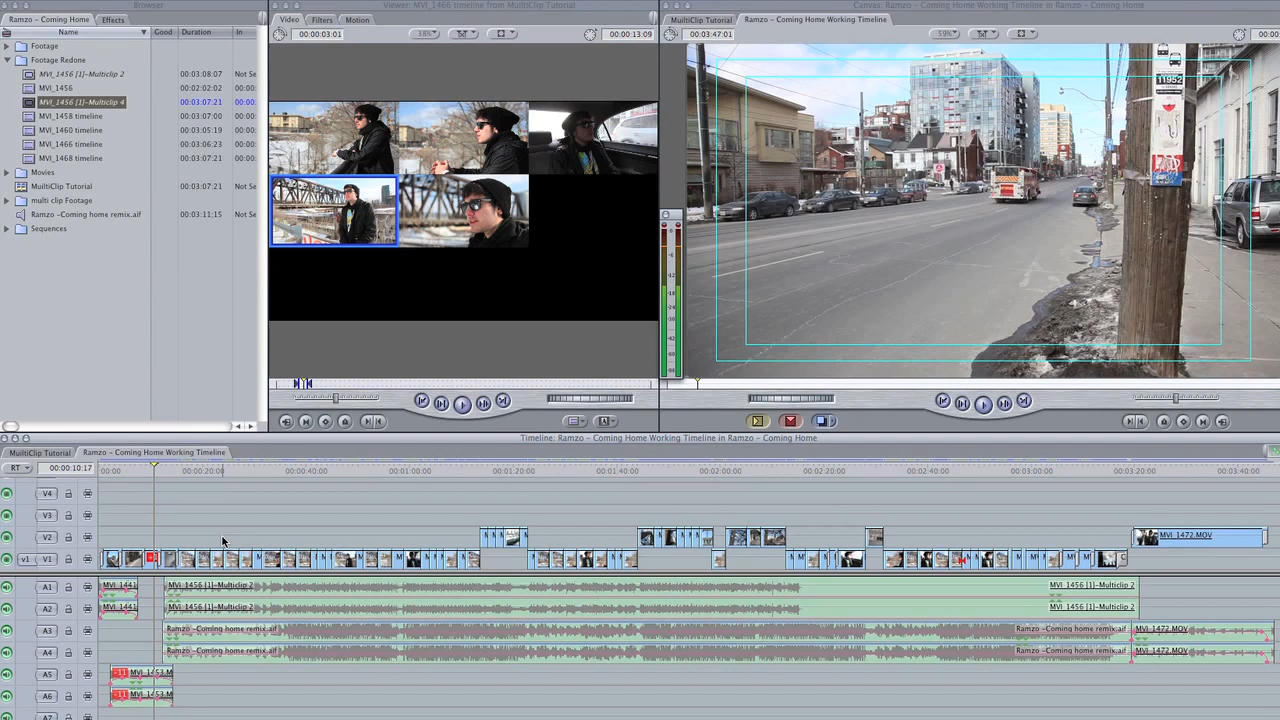 Browser
Viewer: MVI_1466 timeline from MultiClip Tutorial
Canvas: Ramzo - Coming Home Working Timeline in Ramzo - Coming Home
Ramzo - Coming Home
Effects
Video
Filters
Motion
MuiltiClip Tutorial
Ramzo - Coming Home Working Timeline
Name
Good
Duration
In
00:00:03:01
38%
00:00:13:09
00:03:47:01
59%
00:00
Footage
Footage Redone
MVI_1456 [1]-Multiclip 2 00:03:08:07 Not Se
MVI_1456 00:02:02:02 00:00:
MVI_1456 [1]-Multiclip 4 00:03:07:21 00:00:
MVI_1458 timeline 00:03:07:00 Not Se
MVI_1460 timeline 00:03:05:19 Not Se
MVI_1466 timeline 00:03:06:23 Not Se
MVI_1468 timeline 00:03:07:21 Not Se
Movies
MuiltiClip Tutorial 00:03:07:21 Not Se
multi clip Footage
Ramzo -Coming home remix.aif 00:03:11:15 Not Se
Sequences
11952
Timeline: Ramzo - Coming Home Working Timeline in Ramzo - Coming Home
MuiltiClip Tutorial
Ramzo - Coming Home Working Timeline
RT
00:00:10:17
00:00
00:00:20:00
00:00:40:00
00:01:00:00
00:01:20:00
00:01:40:00
00:02:00:00
00:02:20:00
00:02:40:00
00:03:00:00
00:03:20:00
00:03:40:00
V4
V3
V2
MVI_1472.MOV
v1 V1
A1
MVI_1441
MVI_1456 [1]-Multiclip 2
MVI_1456 [1]-Multiclip 2
A2
MVI_1441
MVI_1456 [1]-Multiclip 2
MVI_1456 [1]-Multiclip 2
A3
Ramzo -Coming home remix.aif
Ramzo -Coming home remix.aif
MVI_1472.MOV
A4
Ramzo -Coming home remix.aif
Ramzo -Coming home remix.aif
MVI_1472.MOV
A5
MVI_1453.M
A6
MVI_1453.M
A7